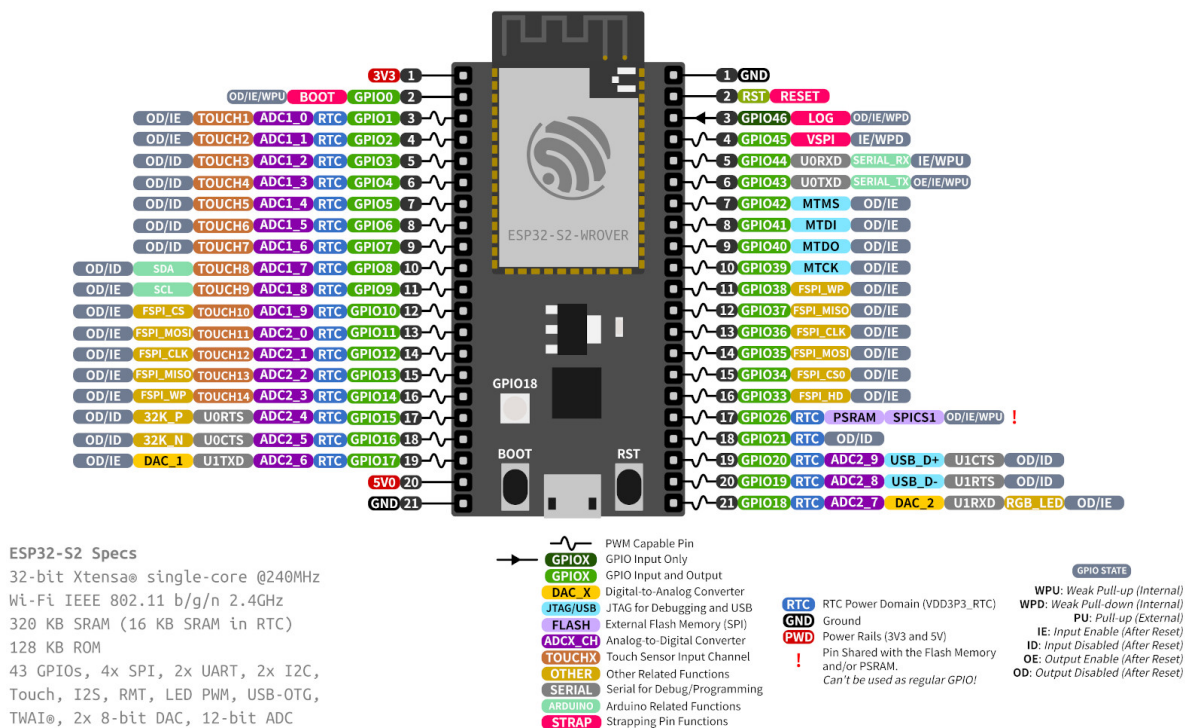 3V3 1
OD/IE/WPU BOOT GPIO0 2
OD/IE TOUCH1 ADC1_0 RTC GPIO1 3
OD/IE TOUCH2 ADC1_1 RTC GPIO2 4
OD/ID TOUCH3 ADC1_2 RTC GPIO3 5
OD/ID TOUCH4 ADC1_3 RTC GPIO4 6
OD/ID TOUCH5 ADC1_4 RTC GPIO5 7
OD/ID TOUCH6 ADC1_5 RTC GPIO6 8
OD/ID TOUCH7 ADC1_6 RTC GPIO7 9
OD/ID SDA TOUCH8 ADC1_7 RTC GPIO8 10
OD/IE SCL TOUCH9 ADC1_8 RTC GPIO9 11
OD/IE FSPI_CS TOUCH10 ADC1_9 RTC GPIO10 12
OD/IE FSPI_MOSI TOUCH11 ADC2_0 RTC GPIO11 13
OD/IE FSPI_CLK TOUCH12 ADC2_1 RTC GPIO12 14
OD/IE FSPI_MISO TOUCH13 ADC2_2 RTC GPIO13 15
OD/IE FSPI_WP TOUCH14 ADC2_3 RTC GPIO14 16
OD/ID 32K_P U0RTS ADC2_4 RTC GPIO15 17
OD/ID 32K_N U0CTS ADC2_5 RTC GPIO16 18
OD/IE DAC_1 U1TXD ADC2_6 RTC GPIO17 19
5V0 20
GND 21
ESP32-S2-WROVER
GPIO18
BOOT RST
1 GND
2 RST RESET
3 GPIO46 LOG OD/IE/WPD
4 GPIO45 VSPI IE/WPD
5 GPIO44 U0RXD SERIAL_RX IE/WPU
6 GPIO43 U0TXD SERIAL_TX OE/IE/WPU
7 GPIO42 MTMS OD/IE
8 GPIO41 MTDI OD/IE
9 GPIO40 MTDO OD/IE
10 GPIO39 MTCK OD/IE
11 GPIO38 FSPI_WP OD/IE
12 GPIO37 FSPI_MISO OD/IE
13 GPIO36 FSPI_CLK OD/IE
14 GPIO35 FSPI_MOSI OD/IE
15 GPIO34 FSPI_CS0 OD/IE
16 GPIO33 FSPI_HD OD/IE
17 GPIO26 RTC PSRAM SPICS1 OD/IE/WPU !
18 GPIO21 RTC OD/ID
19 GPIO20 RTC ADC2_9 USB_D+ U1CTS OD/ID
20 GPIO19 RTC ADC2_8 USB_D- U1RTS OD/ID
21 GPIO18 RTC ADC2_7 DAC_2 U1RXD RGB_LED OD/IE
ESP32-S2 Specs
32-bit Xtensa® single-core @240MHz
Wi-Fi IEEE 802.11 b/g/n 2.4GHz
320 KB SRAM (16 KB SRAM in RTC)
128 KB ROM
43 GPIOs, 4x SPI, 2x UART, 2x I2C,
Touch, I2S, RMT, LED PWM, USB-OTG,
TWAI®, 2x 8-bit DAC, 12-bit ADC
PWM Capable Pin
GPIOX GPIO Input Only
GPIOX GPIO Input and Output
DAC_X Digital-to-Analog Converter
JTAG/USB JTAG for Debugging and USB
FLASH External Flash Memory (SPI)
ADCX_CH Analog-to-Digital Converter
TOUCHX Touch Sensor Input Channel
OTHER Other Related Functions
SERIAL Serial for Debug/Programming
ARDUINO Arduino Related Functions
STRAP Strapping Pin Functions
RTC RTC Power Domain (VDD3P3_RTC)
GND Ground
PWD Power Rails (3V3 and 5V)
! Pin Shared with the Flash Memory
and/or PSRAM.
Can't be used as regular GPIO!
GPIO STATE
WPU: Weak Pull-up (Internal)
WPD: Weak Pull-down (Internal)
PU: Pull-up (External)
IE: Input Enable (After Reset)
ID: Input Disabled (After Reset)
OE: Output Enable (After Reset)
OD: Output Disabled (After Reset)